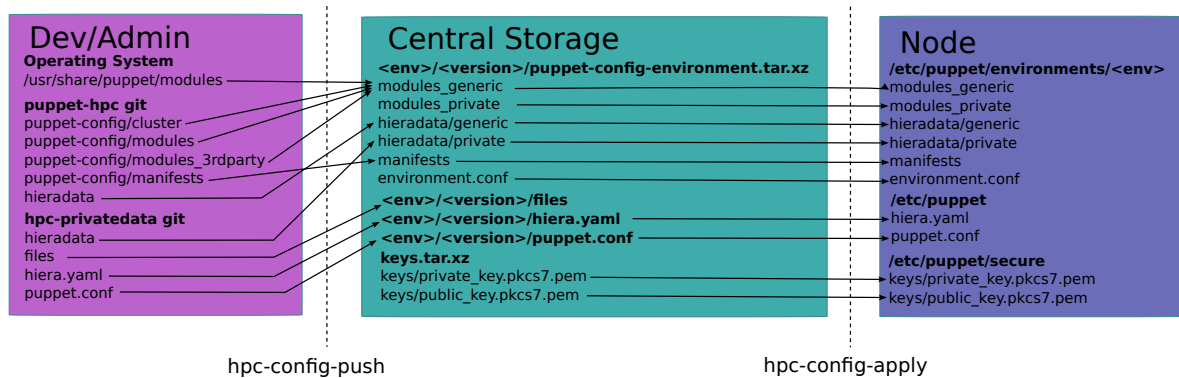 Dev/Admin
Operating System
/usr/share/puppet/modules
puppet-hpc git
puppet-config/cluster
puppet-config/modules
puppet-config/modules_3rdparty
puppet-config/manifests
hieradata
hpc-privatedata git
hieradata
files
hiera.yaml
puppet.conf
Central Storage
<env>/<version>/puppet-config-environment.tar.xz
modules_generic
modules_private
hieradata/generic
hieradata/private
manifests
environment.conf
<env>/<version>/files
<env>/<version>/hiera.yaml
<env>/<version>/puppet.conf
keys.tar.xz
keys/private_key.pkcs7.pem
keys/public_key.pkcs7.pem
Node
/etc/puppet/environments/<env>
modules_generic
modules_private
hieradata/generic
hieradata/private
manifests
environment.conf
/etc/puppet
hiera.yaml
puppet.conf
/etc/puppet/secure
keys/private_key.pkcs7.pem
keys/public_key.pkcs7.pem
hpc-config-push
hpc-config-apply